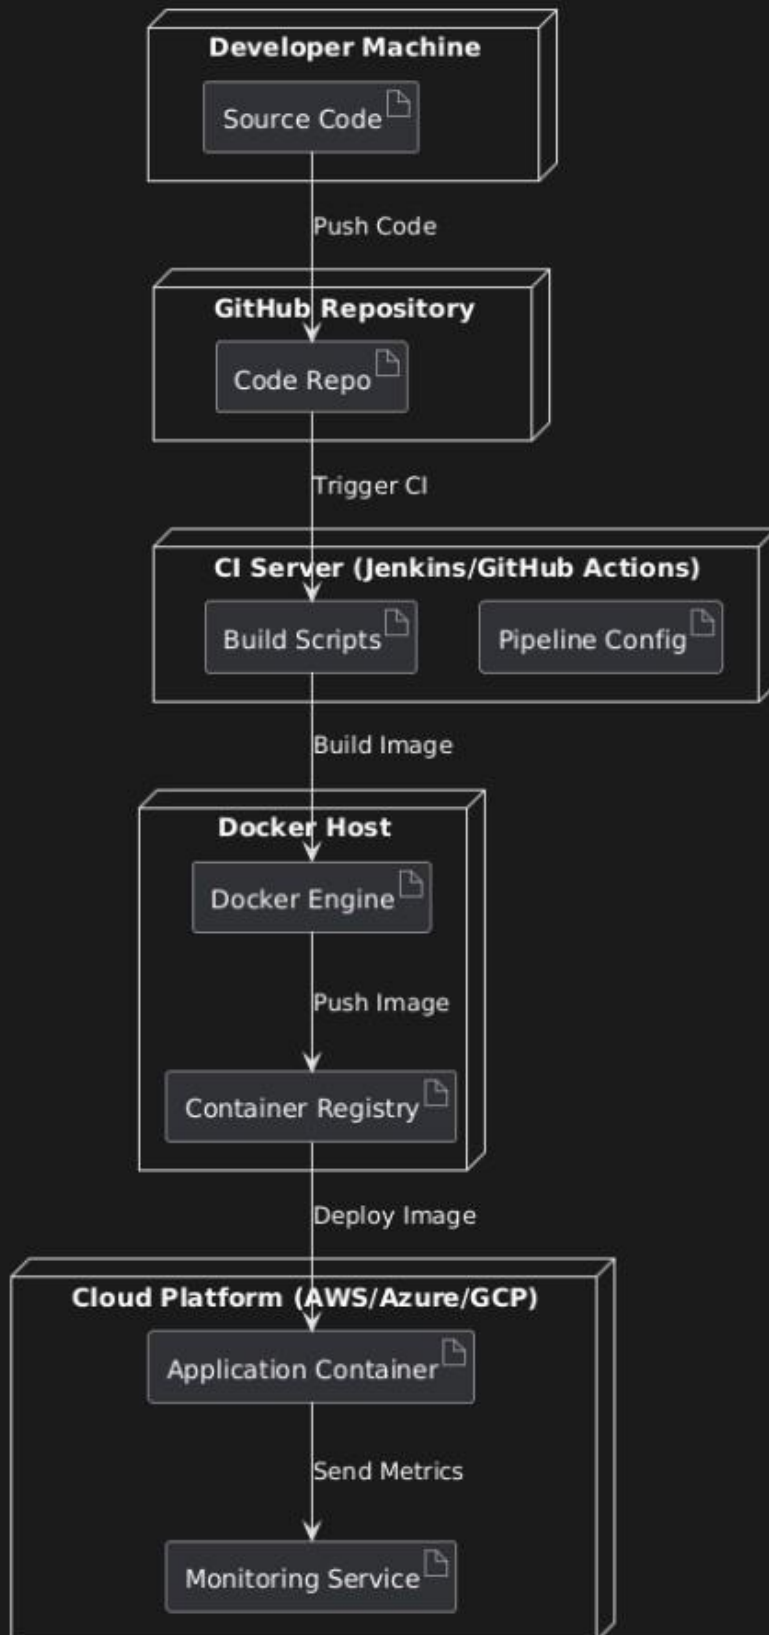 Developer Machine
Source Code
Push Code
GitHub Repository
Code Repo
Trigger CI
CI Server (Jenkins/GitHub Actions)
Build Scripts
Pipeline Config
Build Image
Docker Host
Docker Engine
Push Image
Container Registry
Deploy Image
Cloud Platform (AWS/Azure/GCP)
Application Container
Send Metrics
Monitoring Service